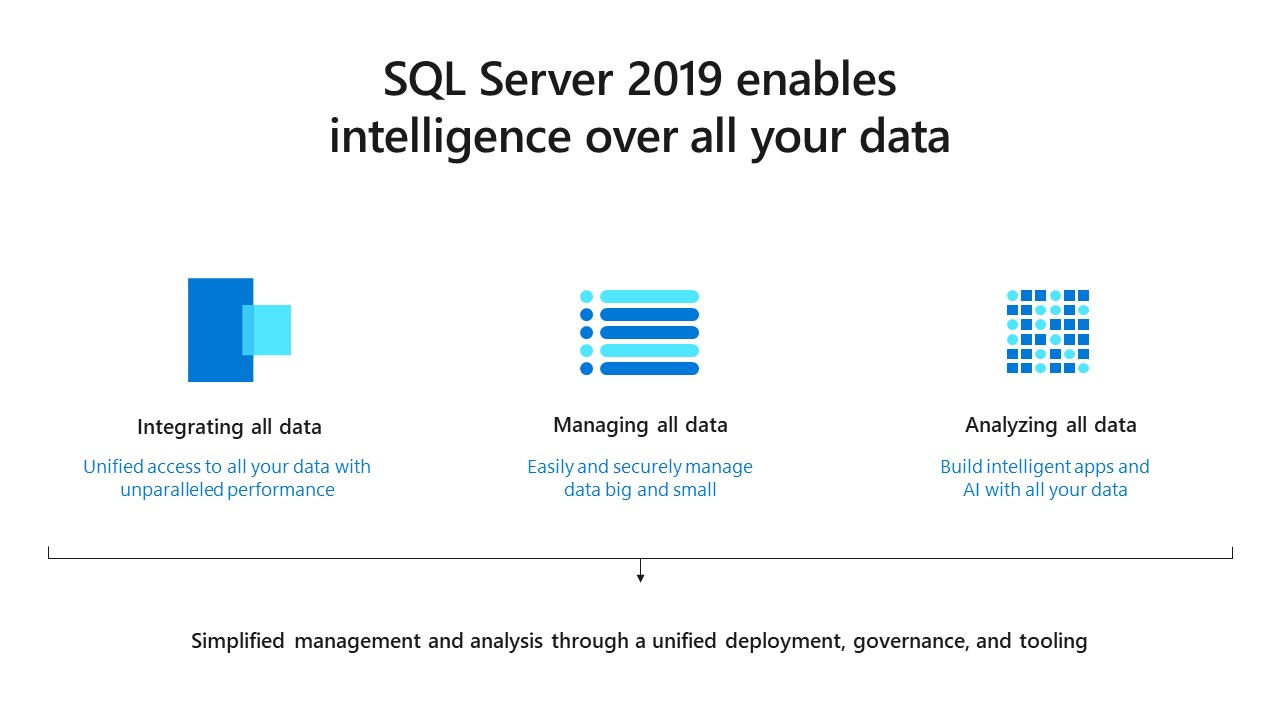 SQL Server 2019 enables
intelligence over all your data
Integrating all data
Unified access to all your data with
unparalleled performance
Managing all data
Easily and securely manage
data big and small
Analyzing all data
Build intelligent apps and
AI with all your data
Simplified management and analysis through a unified deployment, governance, and tooling